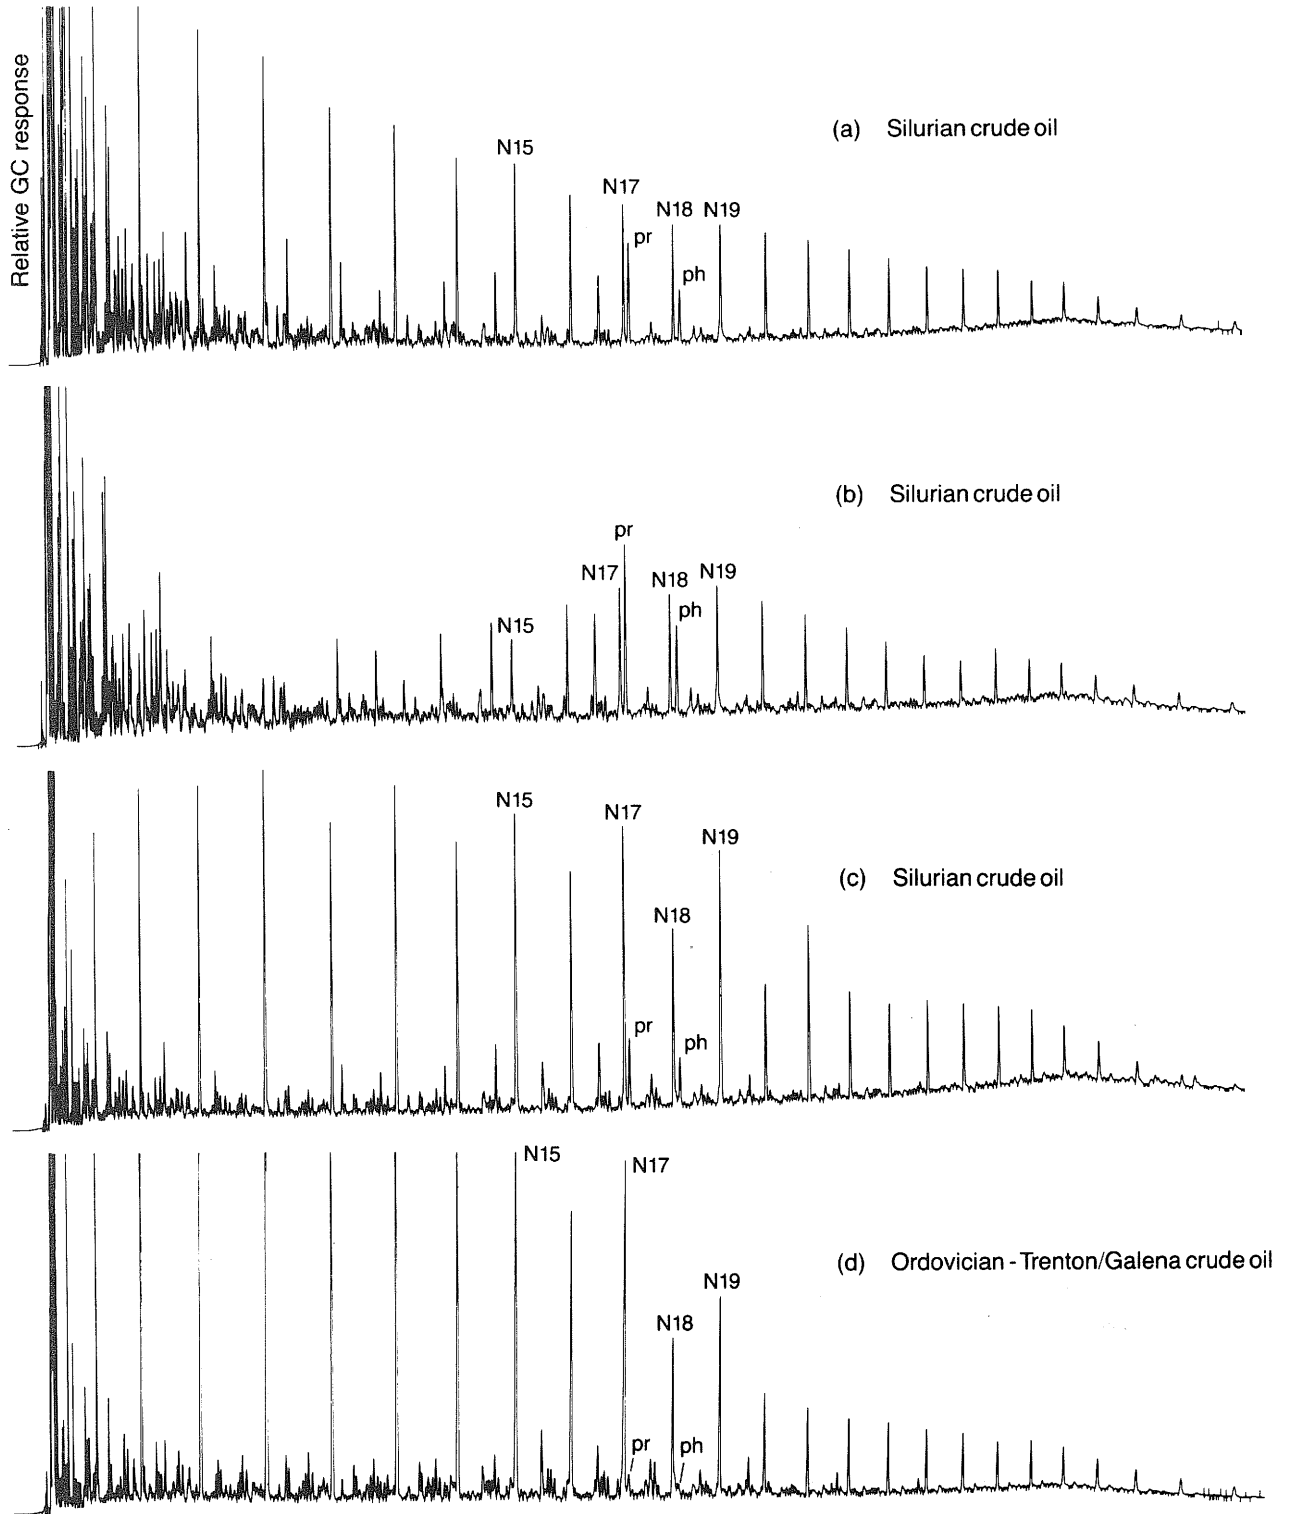 Relative GC response
(a) Silurian crude oil
N15
N17
pr
N18
N19
ph
(b) Silurian crude oil
pr
N17
N18
N19
ph
N15
(c) Silurian crude oil
N15
N17
N19
N18
pr
ph
(d) Ordovician - Trenton/Galena crude oil
N15
N17
N19
N18
pr
ph